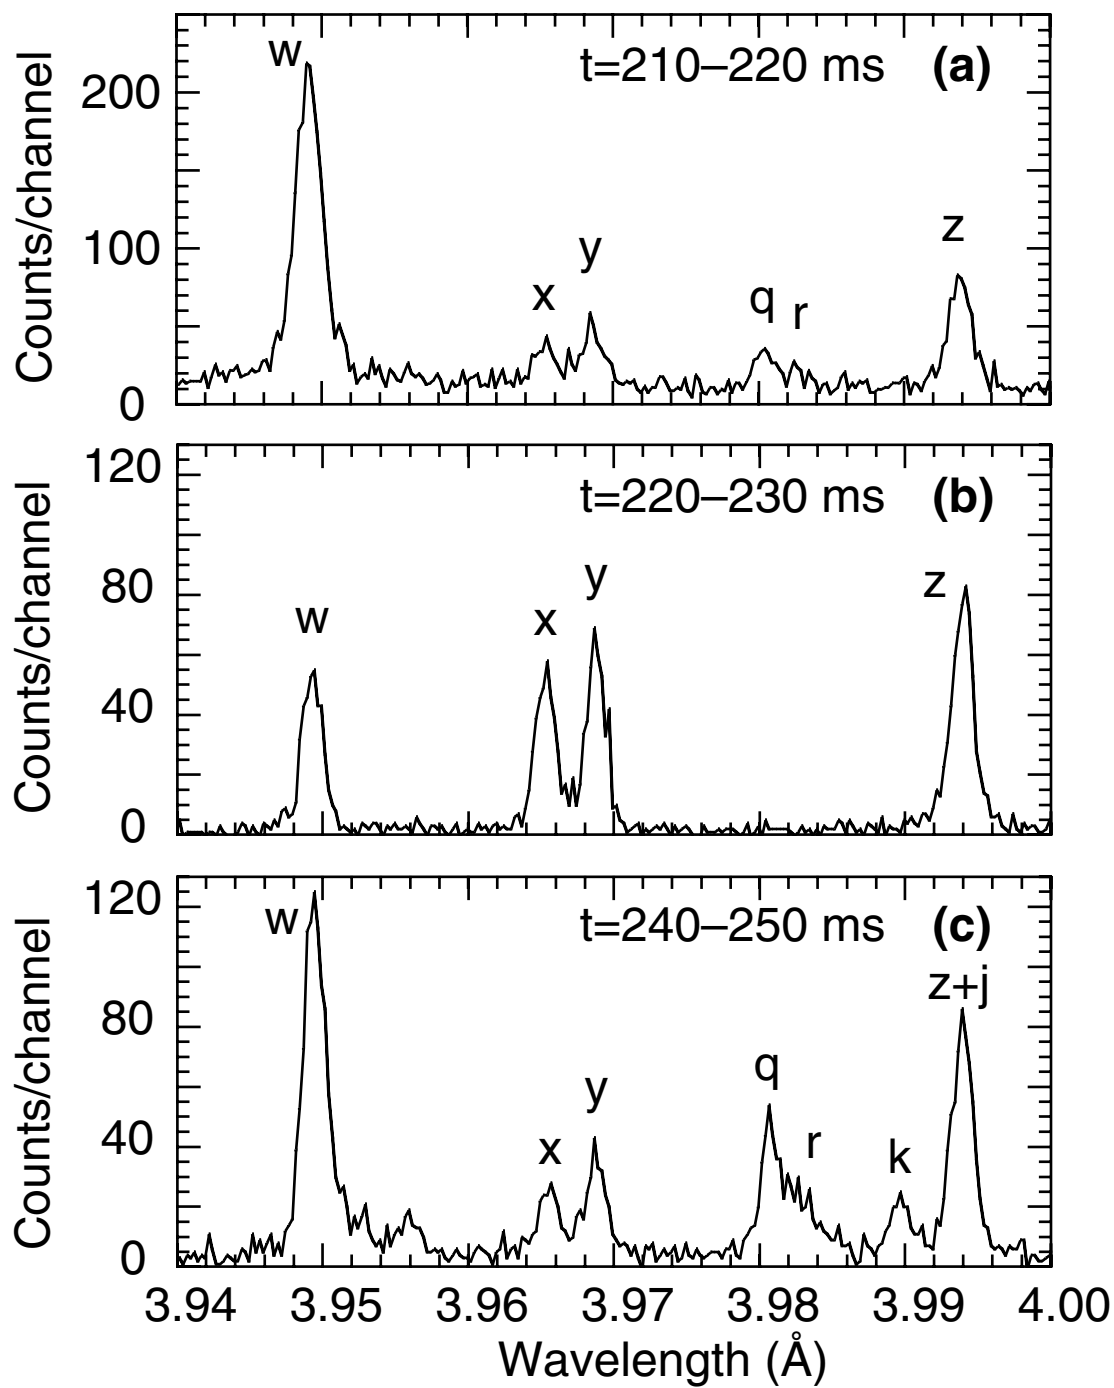 Counts/channel
200
100
0
w
x
y
q
r
z
t=210–220 ms
(a)
Counts/channel
120
80
40
0
w
x
y
z
t=220–230 ms
(b)
Counts/channel
120
80
40
0
w
x
y
q
r
k
z+j
t=240–250 ms
(c)
3.94 3.95 3.96 3.97 3.98 3.99 4.00
Wavelength (Å)